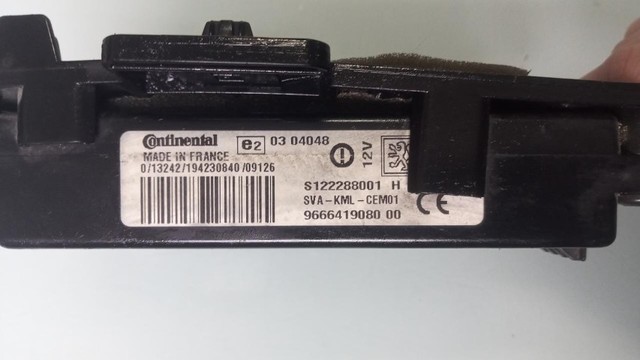 Continental e2 03 04048
MADE IN FRANCE 12V
0/13242/194230840/09126
S122288001 H
SVA-KML-CEM01
9666419080 00 CE